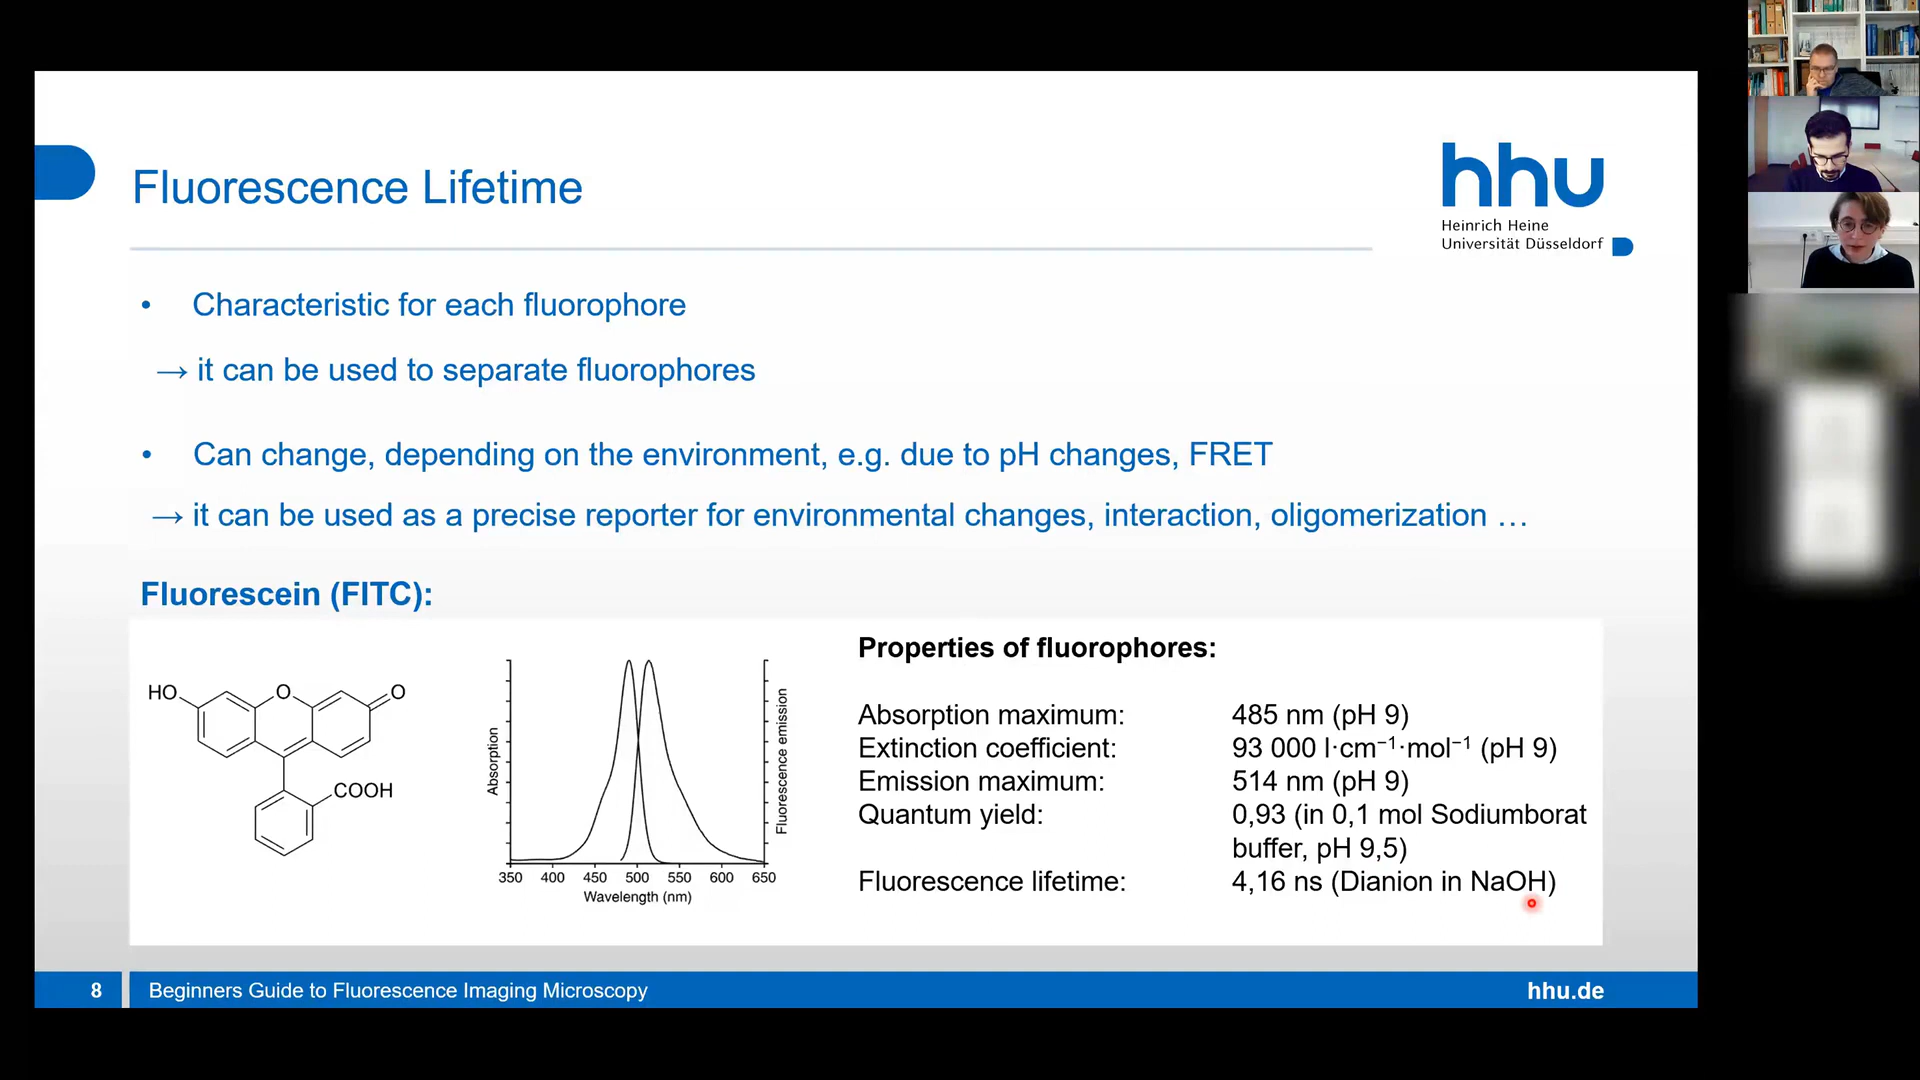 Fluorescence Lifetime
hhu
Heinrich Heine
Universität Düsseldorf
• Characteristic for each fluorophore
→ it can be used to separate fluorophores
• Can change, depending on the environment, e.g. due to pH changes, FRET
→ it can be used as a precise reporter for environmental changes, interaction, oligomerization …
Fluorescein (FITC):
HO O O
COOH
Absorption
Fluorescence emission
350 400 450 500 550 600 650
Wavelength (nm)
Properties of fluorophores:
Absorption maximum: 485 nm (pH 9)
Extinction coefficient: 93 000 l·cm⁻¹·mol⁻¹ (pH 9)
Emission maximum: 514 nm (pH 9)
Quantum yield: 0,93 (in 0,1 mol Sodiumborat
buffer, pH 9,5)
Fluorescence lifetime: 4,16 ns (Dianion in NaOH)
8 Beginners Guide to Fluorescence Imaging Microscopy hhu.de